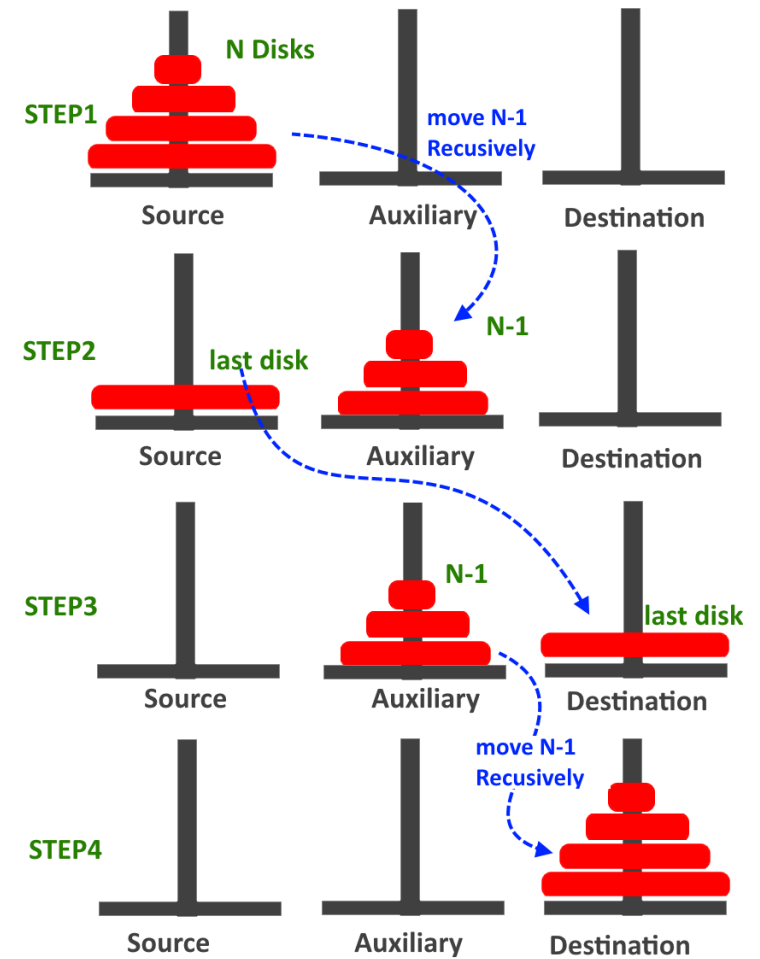 N Disks
STEP1
move N-1
Recusively
Source
Auxiliary
Destination
STEP2
last disk
N-1
Source
Auxiliary
Destination
STEP3
N-1
last disk
Source
Auxiliary
Destination
move N-1
Recusively
STEP4
Source
Auxiliary
Destination